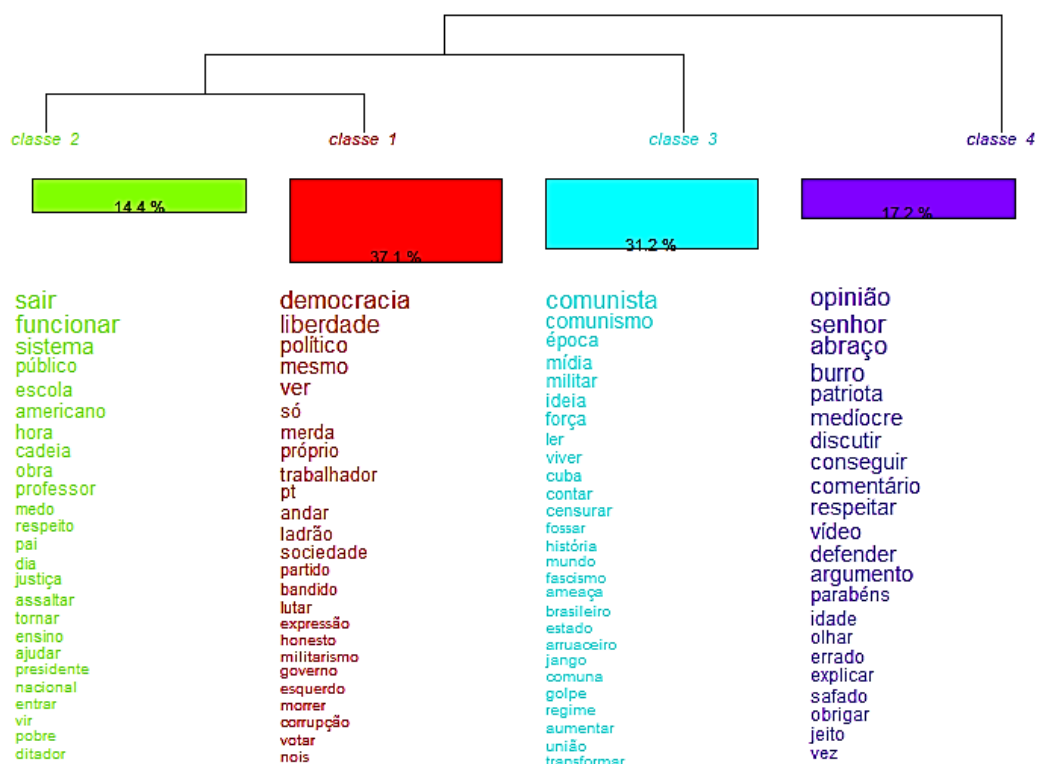 classe 2
classe 1
classe 3
classe 4
14.4 %
37.1 %
31.2 %
17.2 %
sair
funcionar
sistema
público
escola
americano
hora
cadeia
obra
professor
medo
respeito
pai
dia
justiça
assaltar
tornar
ensino
ajudar
presidente
nacional
entrar
vir
pobre
ditador
democracia
liberdade
político
mesmo
ver
só
merda
próprio
trabalhador
pt
andar
ladrão
sociedade
partido
bandido
lutar
expressão
honesto
militarismo
governo
esquerdo
morrer
corrupção
votar
nois
comunista
comunismo
época
mídia
militar
ideia
força
ler
viver
cuba
contar
censurar
fossar
história
mundo
fascismo
ameaça
brasileiro
estado
arruaceiro
jango
comuna
golpe
regime
aumentar
união
transformar
opinião
senhor
abraço
burro
patriota
medíocre
discutir
conseguir
comentário
respeitar
vídeo
defender
argumento
parabéns
idade
olhar
errado
explicar
safado
obrigar
jeito
vez